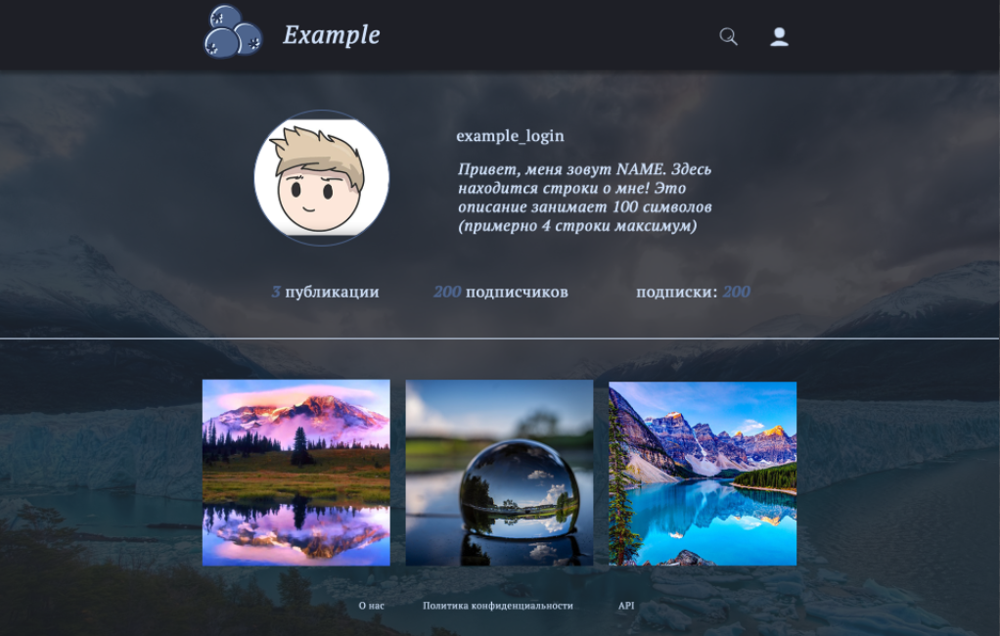 Example
example_login
Привет, меня зовут NAME. Здесь
находится строки о мне! Это
описание занимает 100 символов
(примерно 4 строки максимум)
3 публикации 200 подписчиков подписки: 200
О нас Политика конфиденциальности API